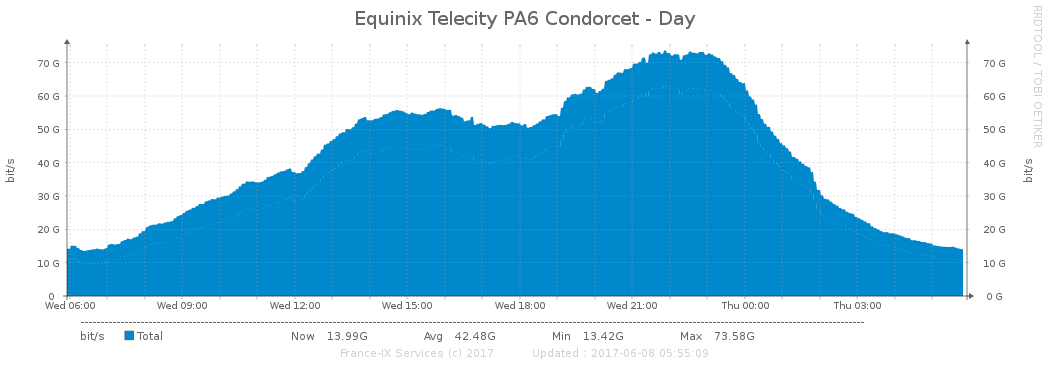 Equinix Telecity PA6 Condorcet - Day
RRDTOOL / TOBI OETIKER
bit/s
bit/s
70 G 70 G
60 G 60 G
50 G 50 G
40 G 40 G
30 G 30 G
20 G 20 G
10 G 10 G
0 0 G
Wed 06:00 Wed 09:00 Wed 12:00 Wed 15:00 Wed 18:00 Wed 21:00 Thu 00:00 Thu 03:00
bit/s Total Now 13.99G Avg 42.48G Min 13.42G Max 73.58G
France-IX Services (c) 2017 Updated : 2017-06-08 05:55:09